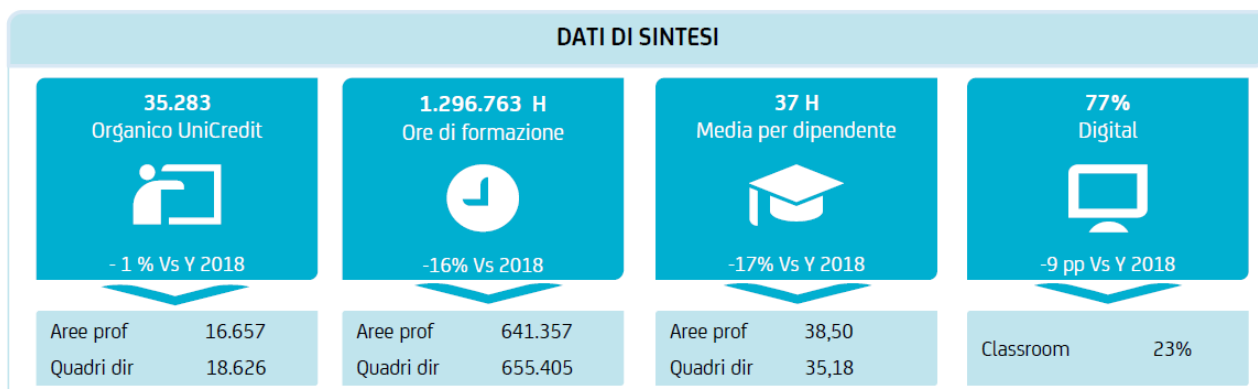 DATI DI SINTESI
35.283
Organico UniCredit
- 1 % Vs Y 2018
Aree prof 16.657
Quadri dir 18.626
1.296.763 H
Ore di formazione
-16% Vs 2018
Aree prof 641.357
Quadri dir 655.405
37 H
Media per dipendente
-17% Vs Y 2018
Aree prof 38,50
Quadri dir 35,18
77%
Digital
-9 pp Vs Y 2018
Classroom 23%